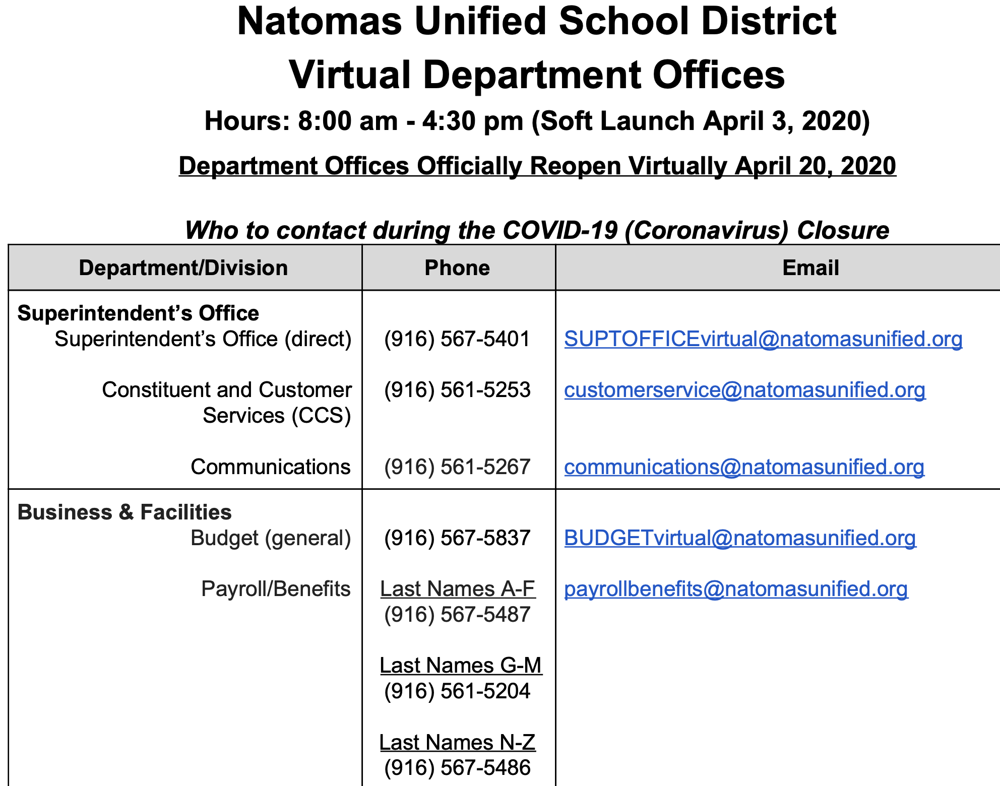 Natomas Unified School District
Virtual Department Offices
Hours: 8:00 am - 4:30 pm (Soft Launch April 3, 2020)
Department Offices Officially Reopen Virtually April 20, 2020
Who to contact during the COVID-19 (Coronavirus) Closure
Department/Division Phone Email
Superintendent’s Office
Superintendent’s Office (direct) (916) 567-5401 SUPTOFFICEvirtual@natomasunified.org
Constituent and Customer (916) 561-5253 customerservice@natomasunified.org
Services (CCS)
Communications (916) 561-5267 communications@natomasunified.org
Business & Facilities
Budget (general) (916) 567-5837 BUDGETvirtual@natomasunified.org
Payroll/Benefits Last Names A-F payrollbenefits@natomasunified.org
(916) 567-5487
Last Names G-M
(916) 561-5204
Last Names N-Z
(916) 567-5486